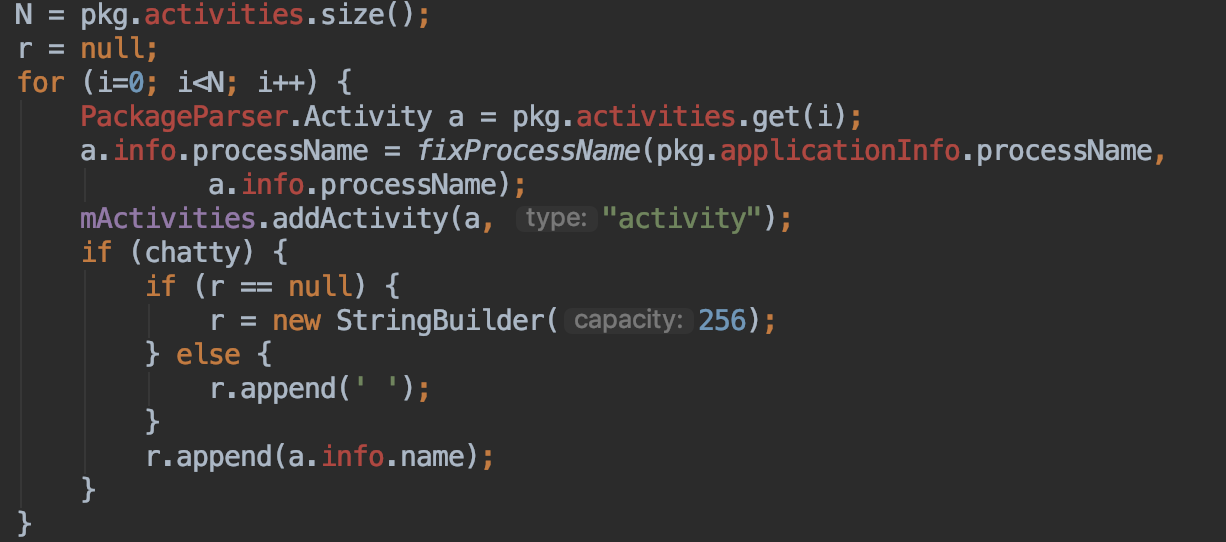 N = pkg.activities.size();
r = null;
for (i=0; i<N; i++) {
    PackageParser.Activity a = pkg.activities.get(i);
    a.info.processName = fixProcessName(pkg.applicationInfo.processName,
            a.info.processName);
    mActivities.addActivity(a, type: "activity");
    if (chatty) {
        if (r == null) {
            r = new StringBuilder( capacity: 256);
        } else {
            r.append(' ');
        }
        r.append(a.info.name);
    }
}